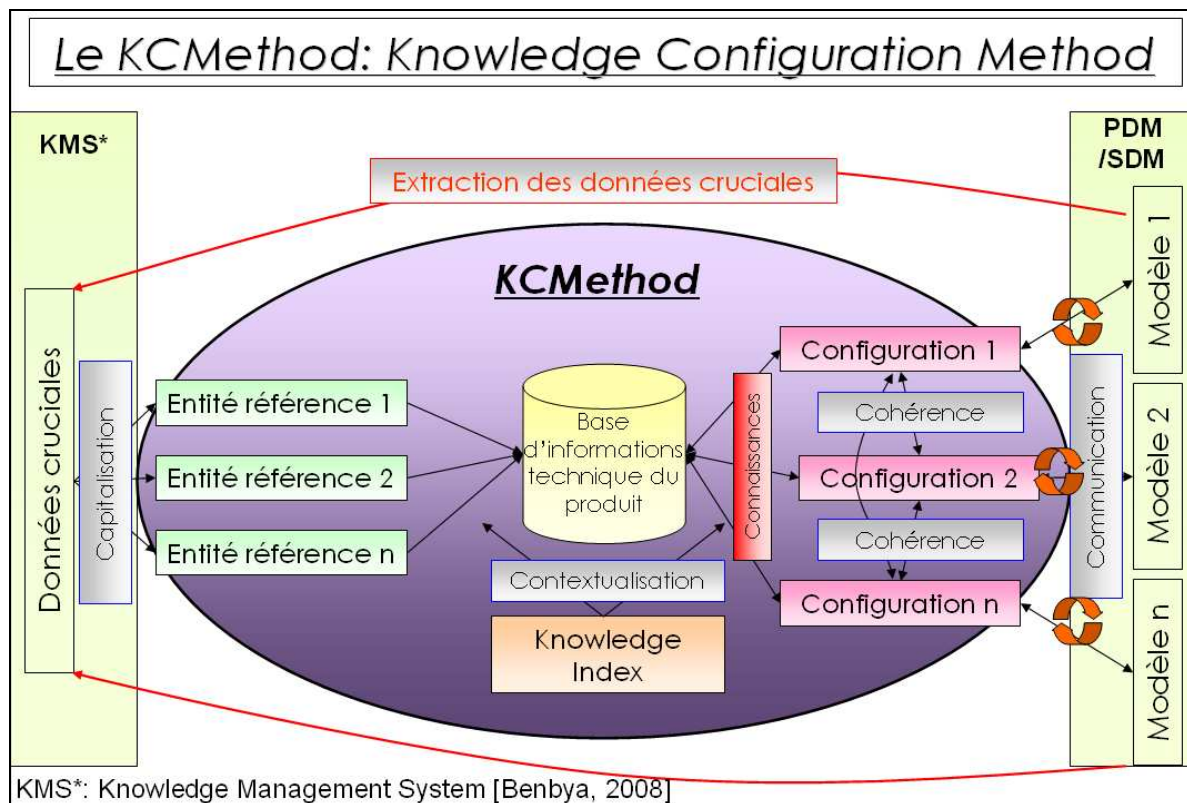 Le KCMethod: Knowledge Configuration Method
KMS*
PDM
/SDM
Extraction des données cruciales
KCMethod
Données cruciales
Capitalisation
Entité référence 1
Entité référence 2
Entité référence n
Base
d'informations
technique du
produit
Contextualisation
Knowledge
Index
Connaissances
Configuration 1
Cohérence
Configuration 2
Cohérence
Configuration n
Communication
Modèle 1
Modèle 2
Modèle n
KMS*: Knowledge Management System [Benbya, 2008]